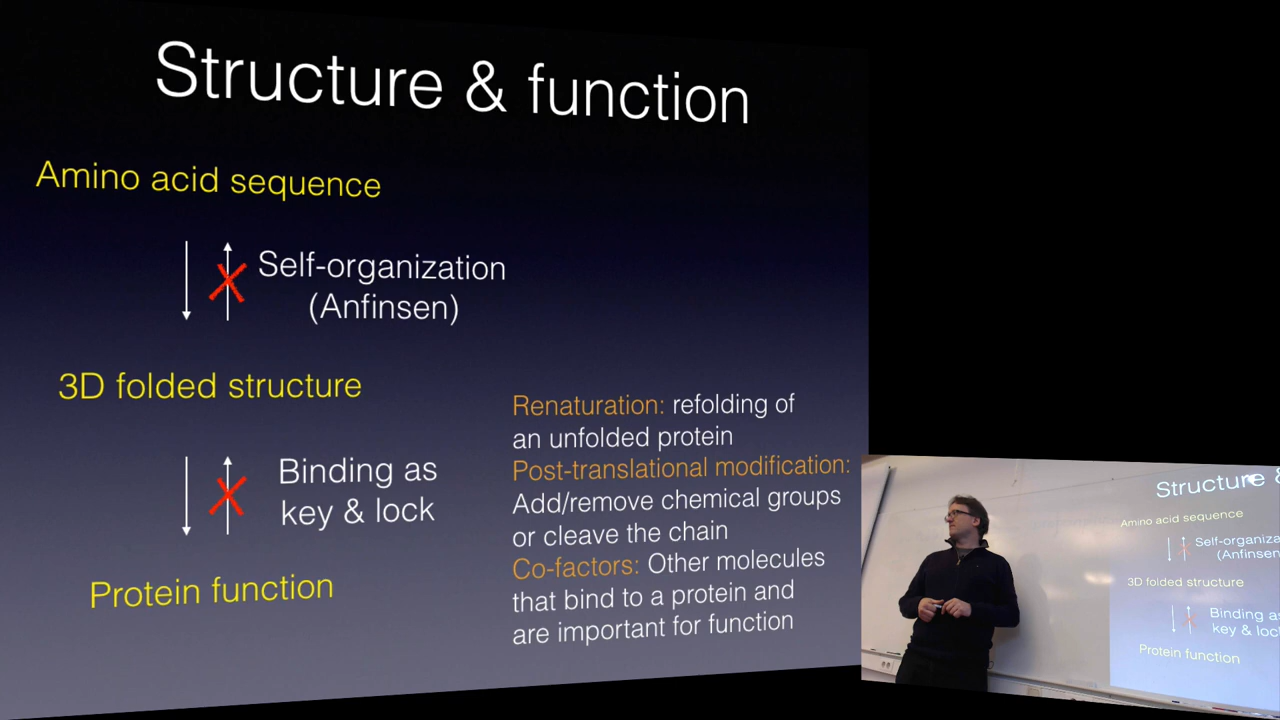 Structure & function
Amino acid sequence
Self-organization
(Anfinsen)
3D folded structure
Binding as
key & lock
Protein function
Renaturation: refolding of
an unfolded protein
Post-translational modification:
Add/remove chemical groups
or cleave the chain
Co-factors: Other molecules
that bind to a protein and
are important for function
Structure &
Amino acid sequence
Self-organiza
(Anfinsen
3D folded structure
Binding as
key & loc
Protein function